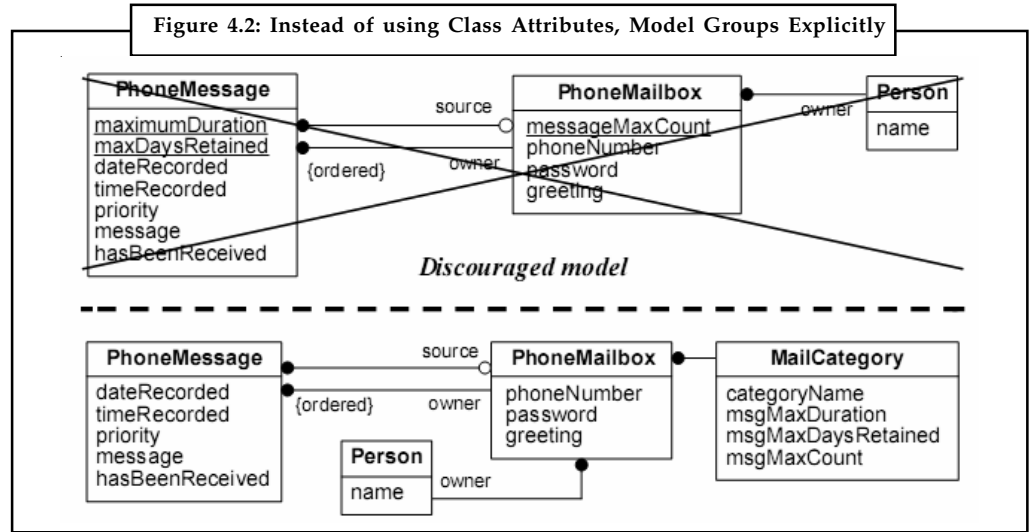 Figure 4.2: Instead of using Class Attributes, Model Groups Explicitly
PhoneMessage
maximumDuration
maxDaysRetained
dateRecorded
timeRecorded
priority
message
hasBeenReceived
source
{ordered}
owner
PhoneMailbox
messageMaxCount
phoneNumber
password
greeting
owner
Person
name
Discouraged model
PhoneMessage
dateRecorded
timeRecorded
priority
message
hasBeenReceived
source
{ordered}
owner
PhoneMailbox
phoneNumber
password
greeting
MailCategory
categoryName
msgMaxDuration
msgMaxDaysRetained
msgMaxCount
Person
name
owner